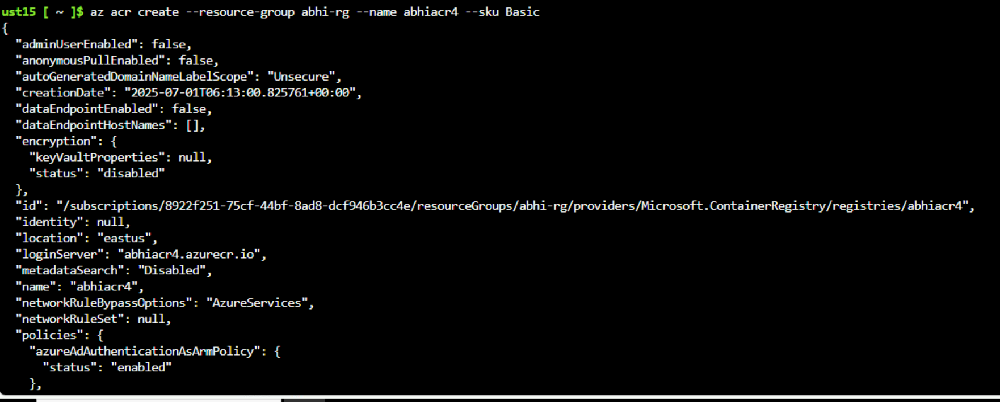 ust15 [ ~ ]$ az acr create --resource-group abhi-rg --name abhiacr4 --sku Basic
{
  "adminUserEnabled": false,
  "anonymousPullEnabled": false,
  "autoGeneratedDomainNameLabelScope": "Unsecure",
  "creationDate": "2025-07-01T06:13:00.825761+00:00",
  "dataEndpointEnabled": false,
  "dataEndpointHostNames": [],
  "encryption": {
    "keyVaultProperties": null,
    "status": "disabled"
  },
  "id": "/subscriptions/8922f251-75cf-44bf-8ad8-dcf946b3cc4e/resourceGroups/abhi-rg/providers/Microsoft.ContainerRegistry/registries/abhiacr4",
  "identity": null,
  "location": "eastus",
  "loginServer": "abhiacr4.azurecr.io",
  "metadataSearch": "Disabled",
  "name": "abhiacr4",
  "networkRuleBypassOptions": "AzureServices",
  "networkRuleSet": null,
  "policies": {
    "azureAdAuthenticationAsArmPolicy": {
      "status": "enabled"
    },